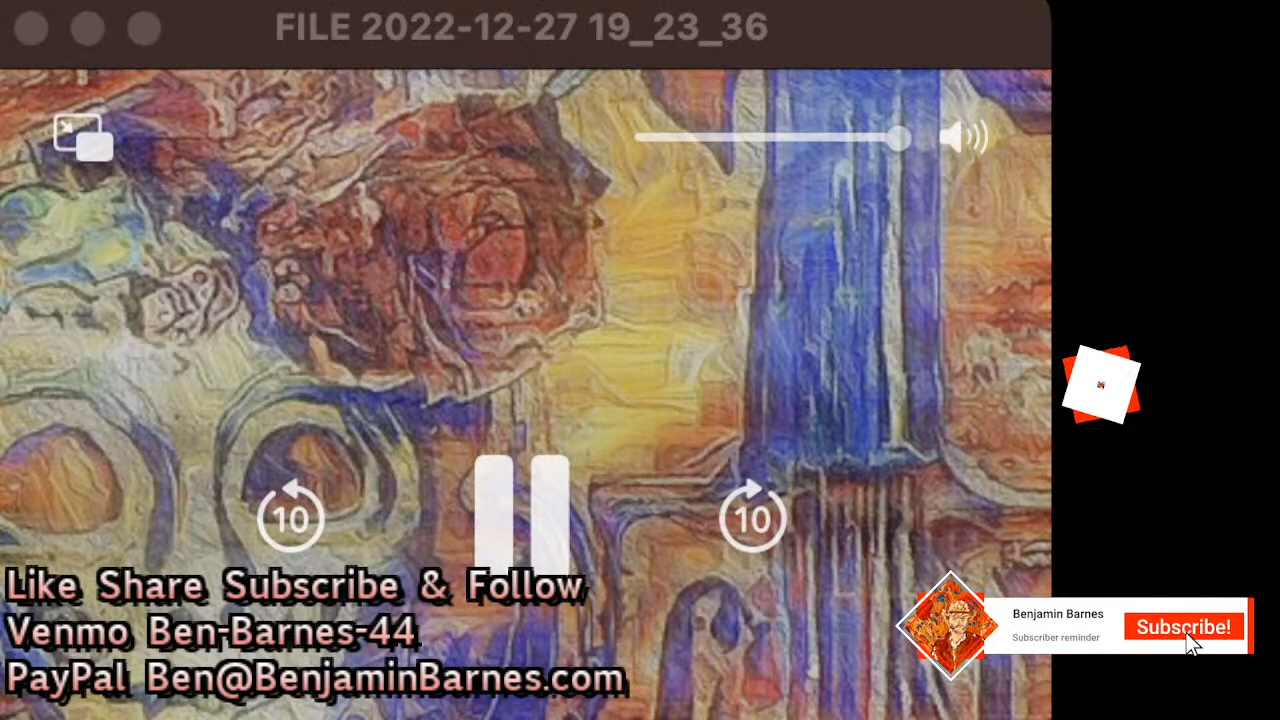 FILE 2022-12-27 19_23_36
10
10
Like Share Subscribe & Follow
Venmo Ben-Barnes-44
PayPal Ben@BenjaminBarnes.com
Benjamin Barnes
Subscriber reminder
Subscribe!